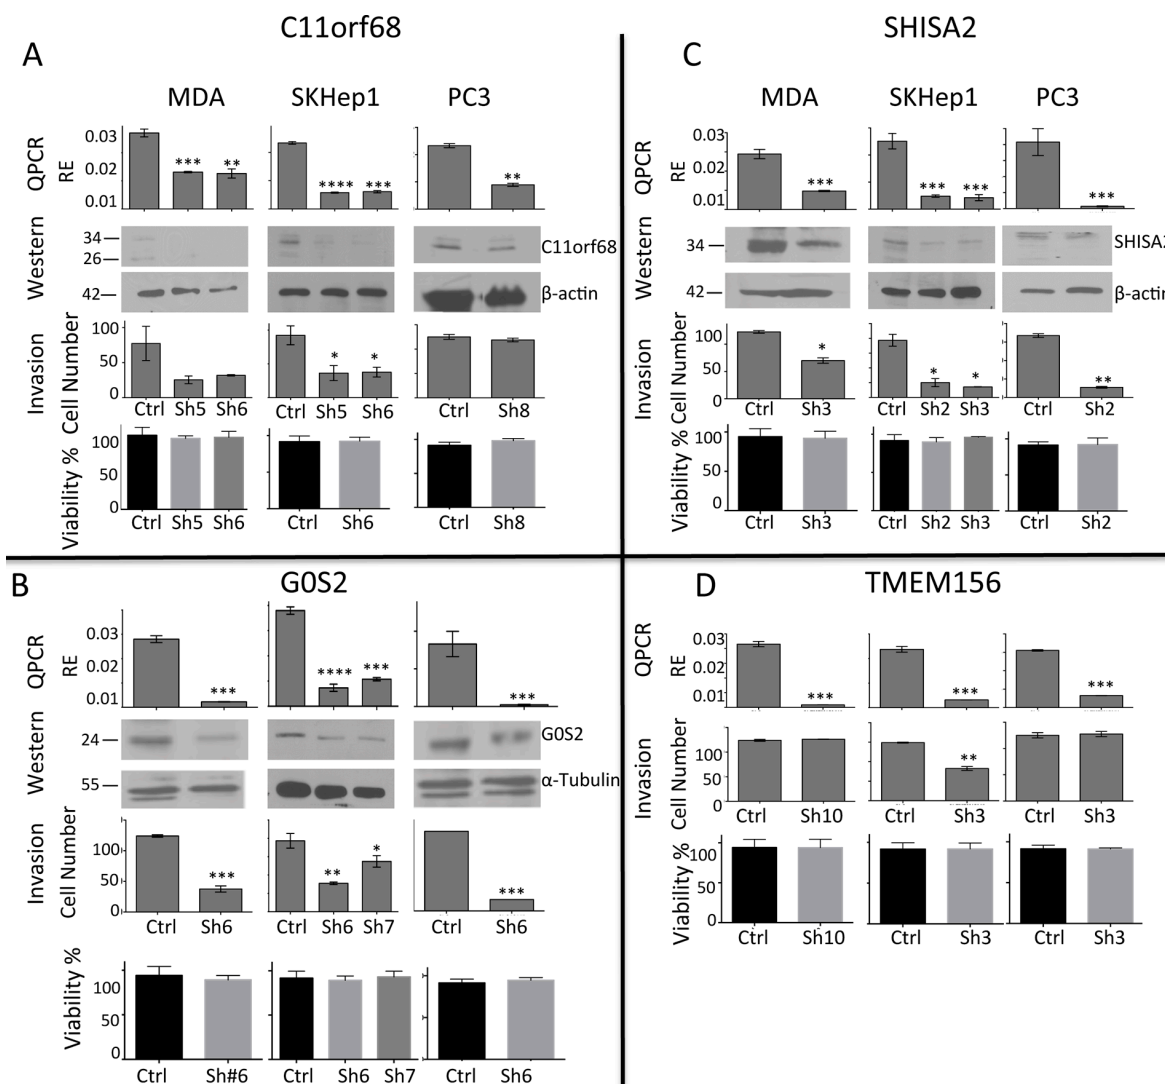 C11orf68
A
MDA SKHep1 PC3
QPCR
RE
0.03
0.02
0.01
*** ** **** *** **
Western
34
26
C11orf68
42
β-actin
Invasion
Cell Number
100
50
0
* *
Ctrl Sh5 Sh6 Ctrl Sh5 Sh6 Ctrl Sh8
Viability %
100
50
0
Ctrl Sh5 Sh6 Ctrl Sh6 Ctrl Sh8
SHISA2
C
MDA SKHep1 PC3
QPCR
RE
0.03
0.02
0.01
*** *** *** ***
Western
34
SHISA2
42
β-actin
Invasion
Cell Number
100
50
0
* * * **
Ctrl Sh3 Ctrl Sh2 Sh3 Ctrl Sh2
Viability %
100
50
0
Ctrl Sh3 Ctrl Sh2 Sh3 Ctrl Sh2
B
G0S2
QPCR
RE
0.03
0.02
0.01
*** **** *** ***
Western
24
G0S2
55
α-Tubulin
Invasion
Cell Number
100
50
0
*** ** * ***
Ctrl Sh6 Ctrl Sh6 Sh7 Ctrl Sh6
Viability %
100
50
0
Ctrl Sh#6 Ctrl Sh6 Sh7 Ctrl Sh6
D
TMEM156
QPCR
RE
0.03
0.02
0.01
*** *** ***
Invasion
Cell Number
100
50
0
**
Ctrl Sh10 Ctrl Sh3 Ctrl Sh3
Viability %
100
50
0
Ctrl Sh10 Ctrl Sh3 Ctrl Sh3